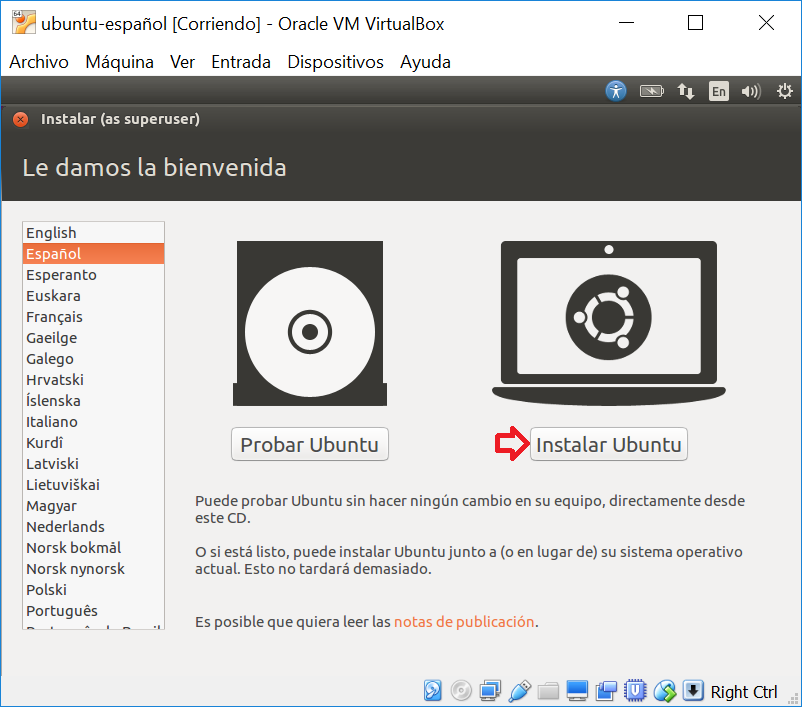 64
ubuntu-español [Corriendo] - Oracle VM VirtualBox
Archivo Máquina Ver Entrada Dispositivos Ayuda
En
Instalar (as superuser)
Le damos la bienvenida
English
Español
Esperanto
Euskara
Français
Gaeilge
Galego
Hrvatski
Íslenska
Italiano
Kurdî
Latviski
Lietuviškai
Magyar
Nederlands
Norsk bokmål
Norsk nynorsk
Polski
Português
Português do Brasil
Probar Ubuntu
Instalar Ubuntu
Puede probar Ubuntu sin hacer ningún cambio en su equipo, directamente desde
este CD.
O si está listo, puede instalar Ubuntu junto a (o en lugar de) su sistema operativo
actual. Esto no tardará demasiado.
Es posible que quiera leer las notas de publicación.
Right Ctrl